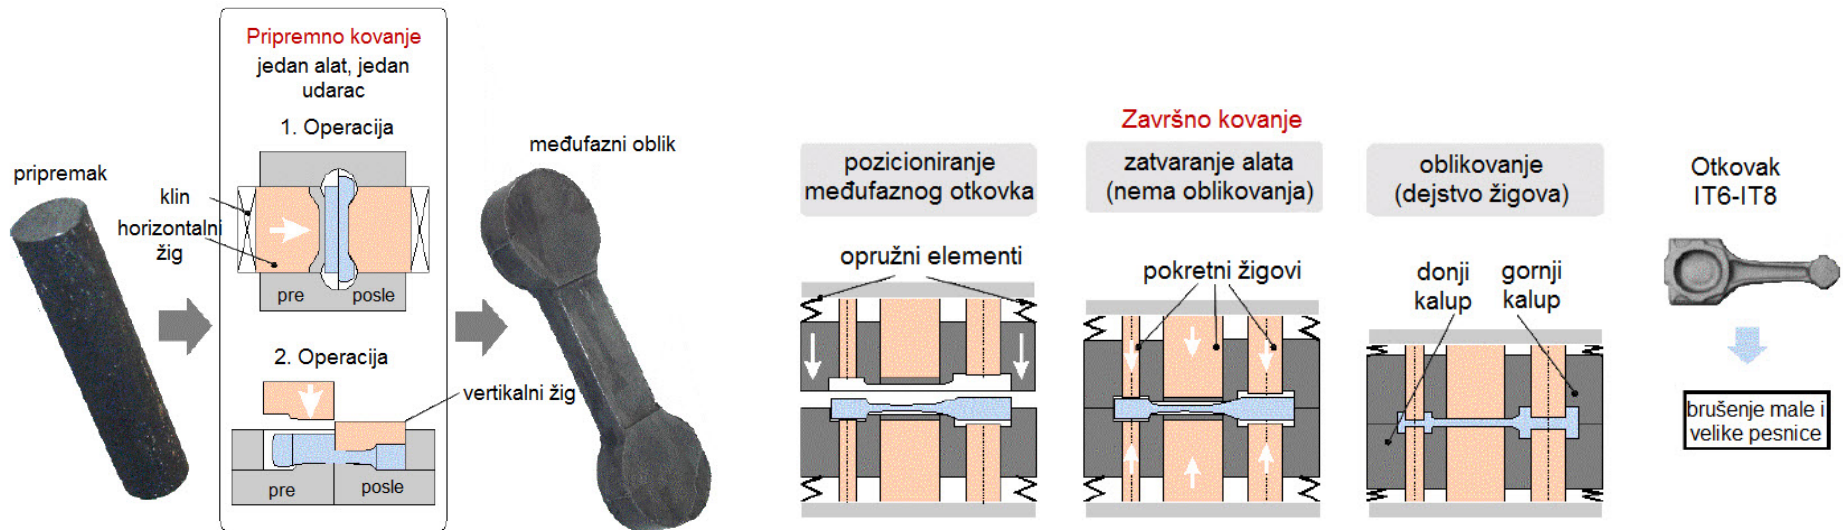 pripremak
Pripremno kovanje
jedan alat, jedan
udarac
1. Operacija
klin
horizontalni
žig
pre
posle
2. Operacija
vertikalni žig
pre
posle
međufazni oblik
pozicioniranje
međufaznog otkovka
opružni elementi
Završno kovanje
zatvaranje alata
(nema oblikovanja)
pokretni žigovi
oblikovanje
(dejstvo žigova)
donji
kalup
gornji
kalup
Otkovak
IT6-IT8
brušenje male i
velike pesnice